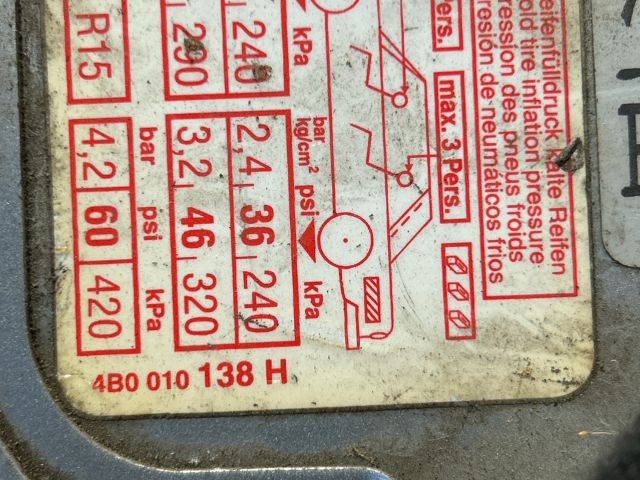 eifenfülldruck kalte Reifen
old tire inflation pressure
ression des pneus froids
resión de neumáticos fríos
ers.
max. 3 Pers.
kPa
bar
kg/cm² psi kPa
240 2,4 36 240
290 3,2 46 320
bar psi kPa
R15 4,2 60 420
4B0 010 138 H